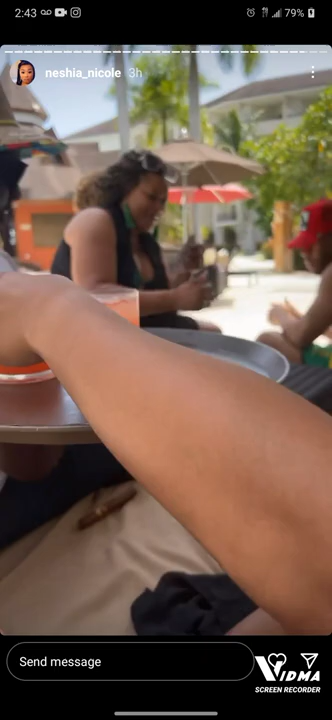 2:43
79%
neshia_nicole 3h
Send message
VIDMA
SCREEN RECORDER